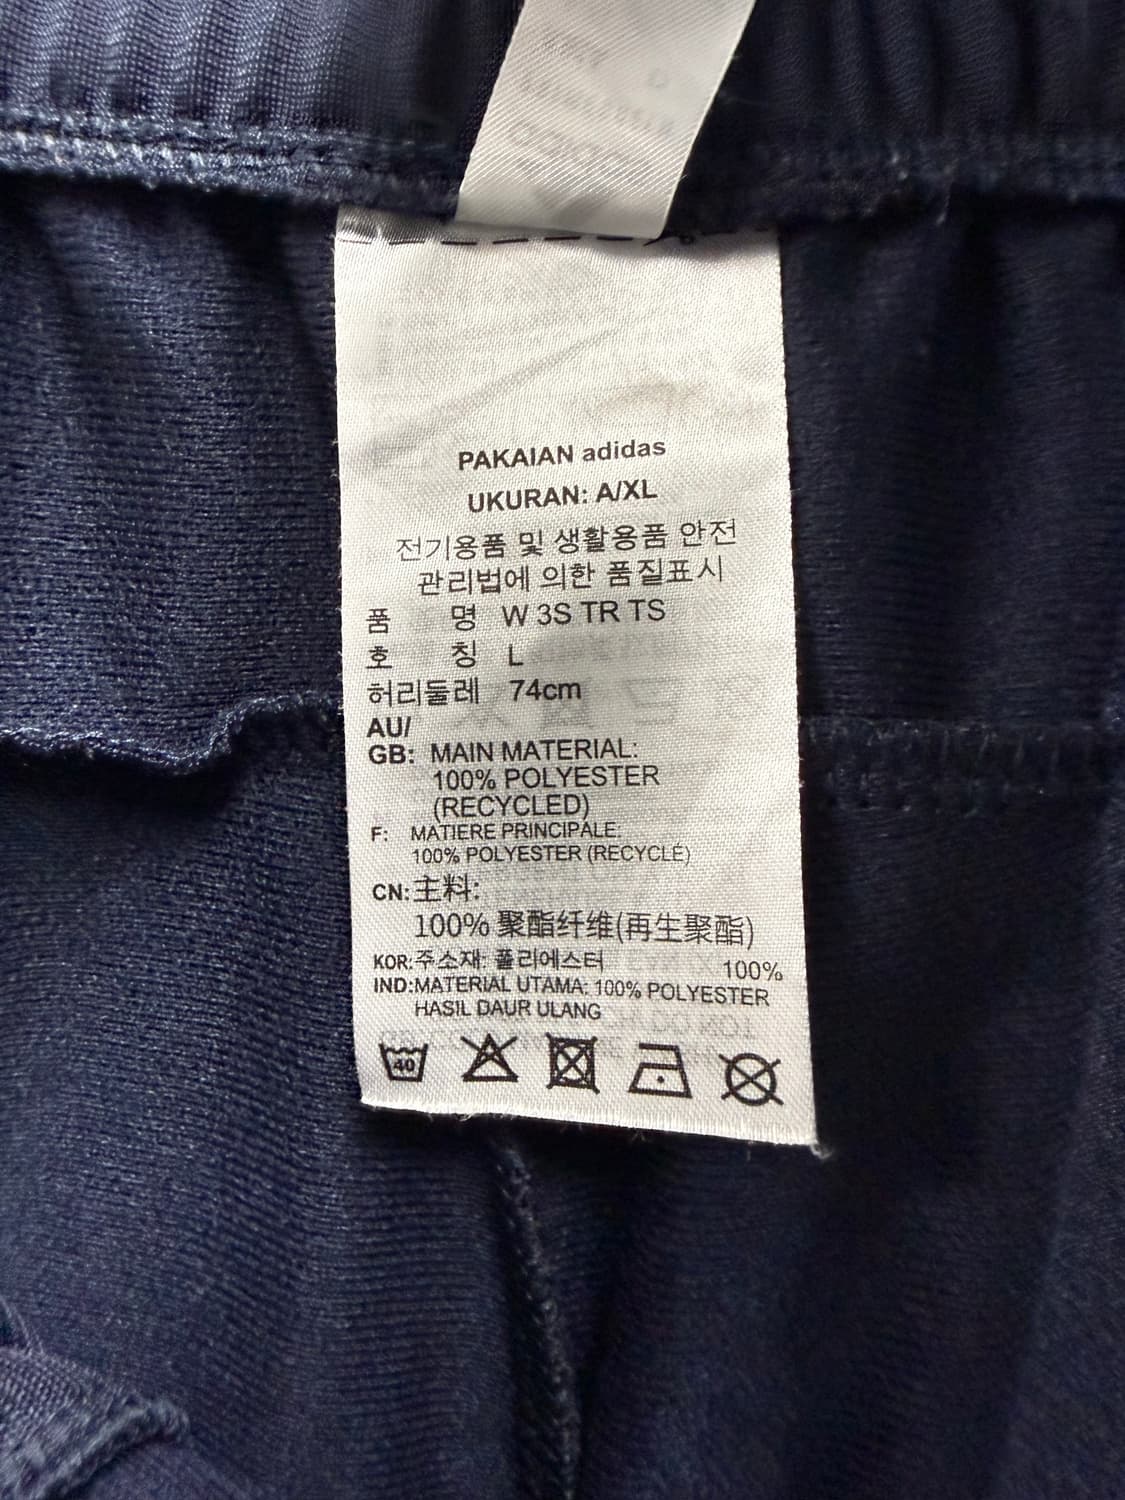 PAKAIAN adidas
UKURAN: A/XL
전기용품 및 생활용품 안전
관리법에 의한 품질표시
품 명 W 3S TR TS
호 칭 L
허리둘레 74cm
AU/
GB: MAIN MATERIAL:
100% POLYESTER
(RECYCLED)
F: MATIERE PRINCIPALE:
100% POLYESTER (RECYCLÉ)
CN:主料:
100% 聚酯纤维(再生聚酯)
KOR:주소재: 폴리에스터 100%
IND:MATERIAL UTAMA: 100% POLYESTER
HASIL DAUR ULANG
40